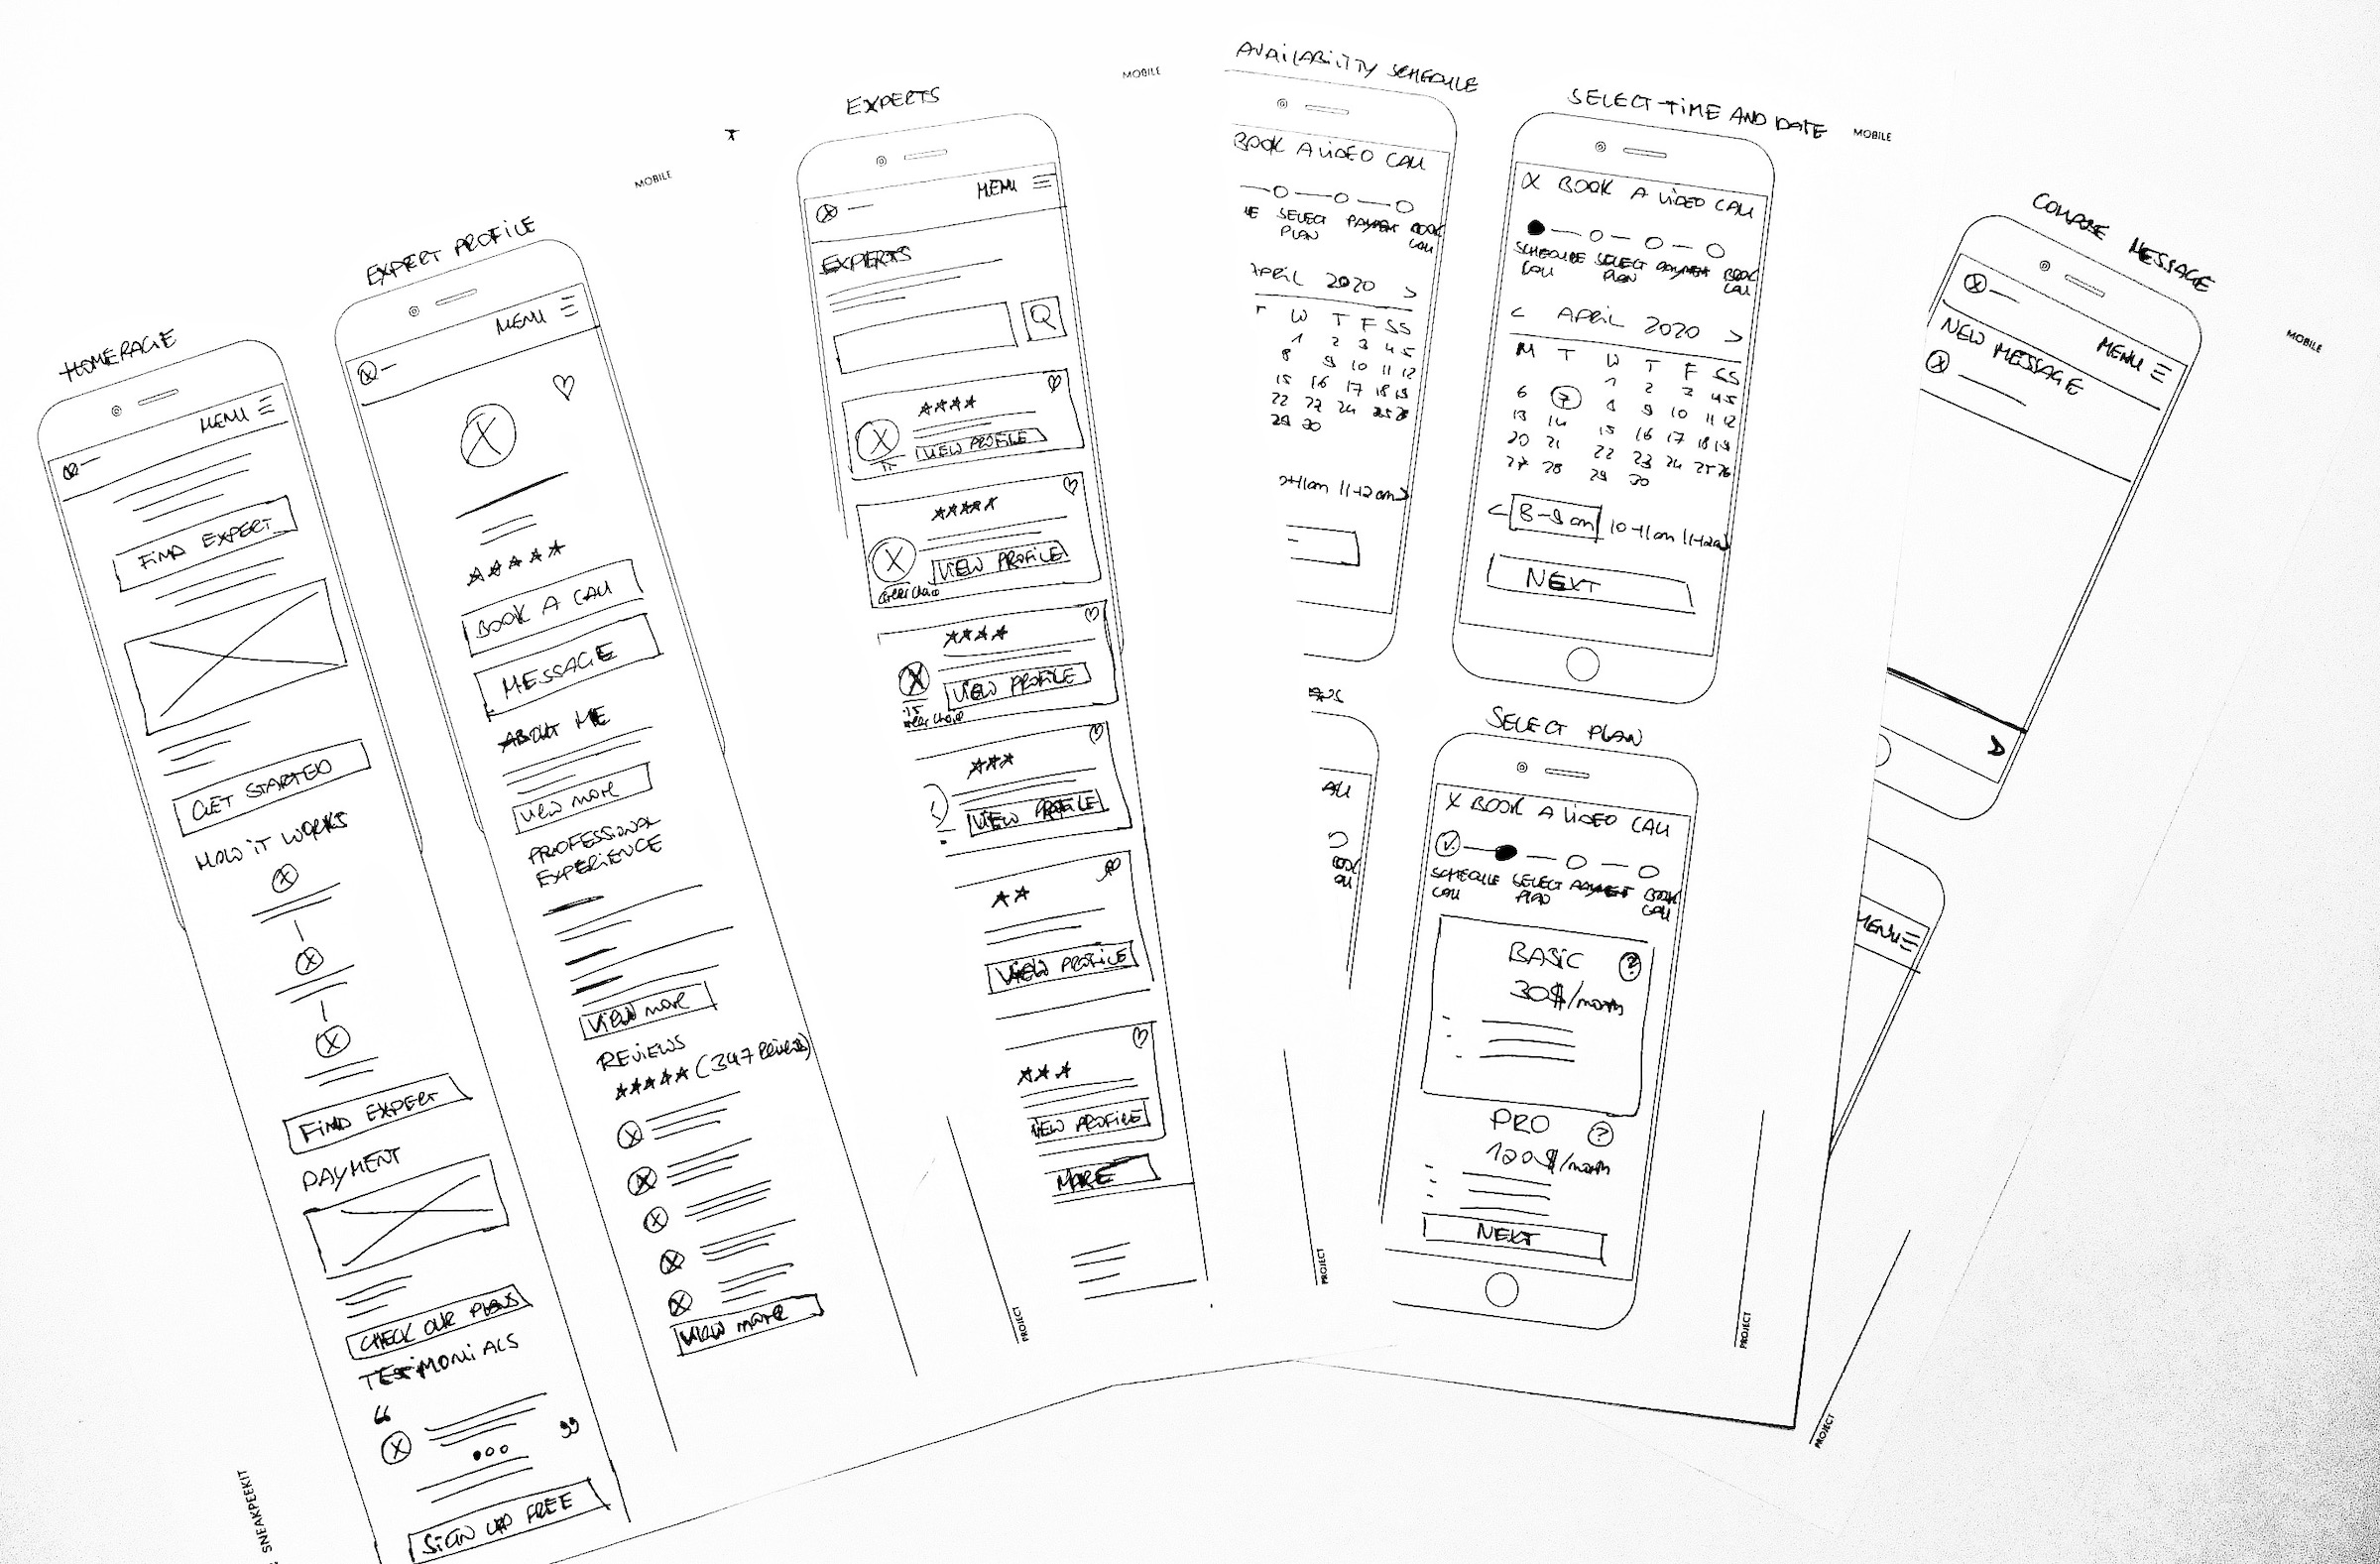 HOMEPAGE
MENU
FIND EXPERT
GET STARTED
HOW IT WORKS
FIND EXPERT
PAYMENT
CHECK OUR PLANS
TESTIMONIALS
“
”
SIGN UP FREE
SNEAKPEEKIT
MOBILE
EXPERT PROFILE
MENU
BOOK A CALL
MESSAGE
ABOUT ME
VIEW MORE
PROFESSIONAL
EXPERIENCE
VIEW MORE
REVIEWS
(347 REVIEWS)
VIEW MORE
PROJECT
MOBILE
EXPERTS
MENU
EXPERTS
VIEW PROFILE
VIEW PROFILE
VIEW PROFILE
VIEW PROFILE
VIEW PROFILE
VIEW PROFILE
MORE
PROJECT
AVAILABILITY SCHEDULE
BOOK A VIDEO CALL
SELECT PAYMENT BOOK
PLAN CALL
APRIL 2020 >
T W T F S S
1 2 3 4 5
8 9 10 11 12
15 16 17 18 19
22 23 24 25 26
29 30
11-12 am >
ALL
MOBILE
SELECT TIME AND DATE
X BOOK A VIDEO CALL
SCHEDULE SELECT PAYMENT BOOK
CALL PLAN CALL
< APRIL 2020 >
M T W T F S S
1 2 3 4 5
6 7 8 9 10 11 12
13 14 15 16 17 18 19
20 21 22 23 24 25 26
27 28 29 30
< 8-9 am 10-11am 11-12am
NEXT
SELECT PLAN
X BOOK A VIDEO CALL
SCHEDULE SELECT PAYMENT BOOK
CALL PLAN CALL
BASIC ?
30$/month
PRO ?
120$/month
NEXT
PROJECT
MOBILE
COMPOSE MESSAGE
MENU
NEW MESSAGE
MENU
PROJECT